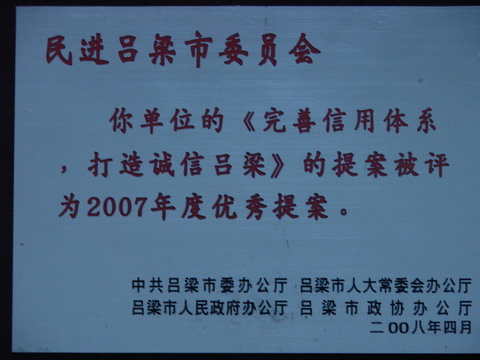 民进吕梁市委员会
你单位的《完善信用体系
，打造诚信吕梁》的提案被评
为2007年度优秀提案。
中共吕梁市委办公厅 吕梁市人大常委会办公厅
吕梁市人民政府办公厅 吕梁市政协办公厅
二00八年四月